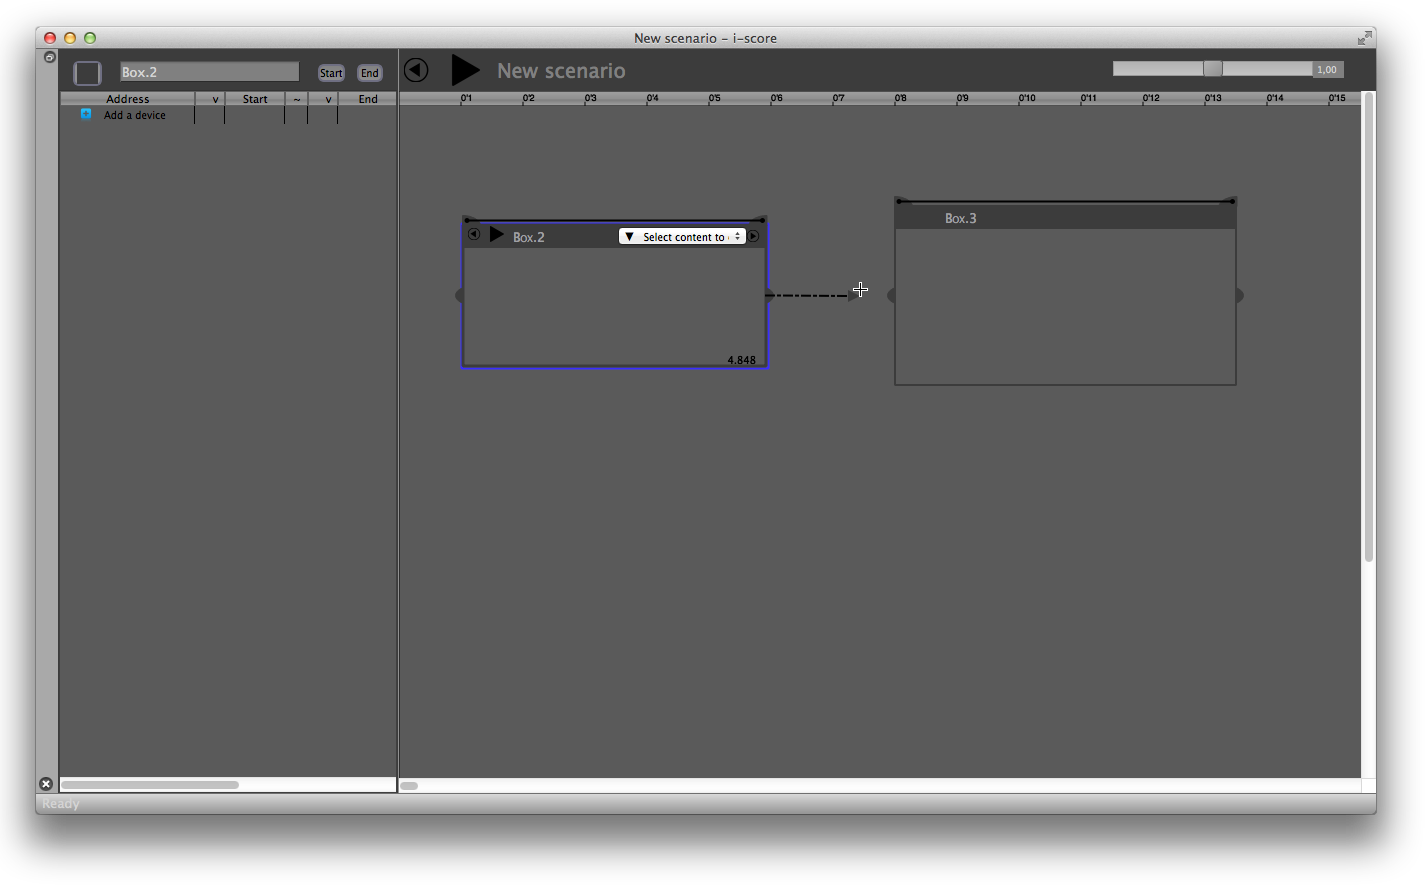 New scenario – i-score
Box.2 Start End
New scenario
1,00
Address v Start ~ v End
Add a device
0'1 0'2 0'3 0'4 0'5 0'6 0'7 0'8 0'9 0'10 0'11 0'12 0'13 0'14 0'15
Box.3
Box.2 ▼ Select content to
4.848
Ready